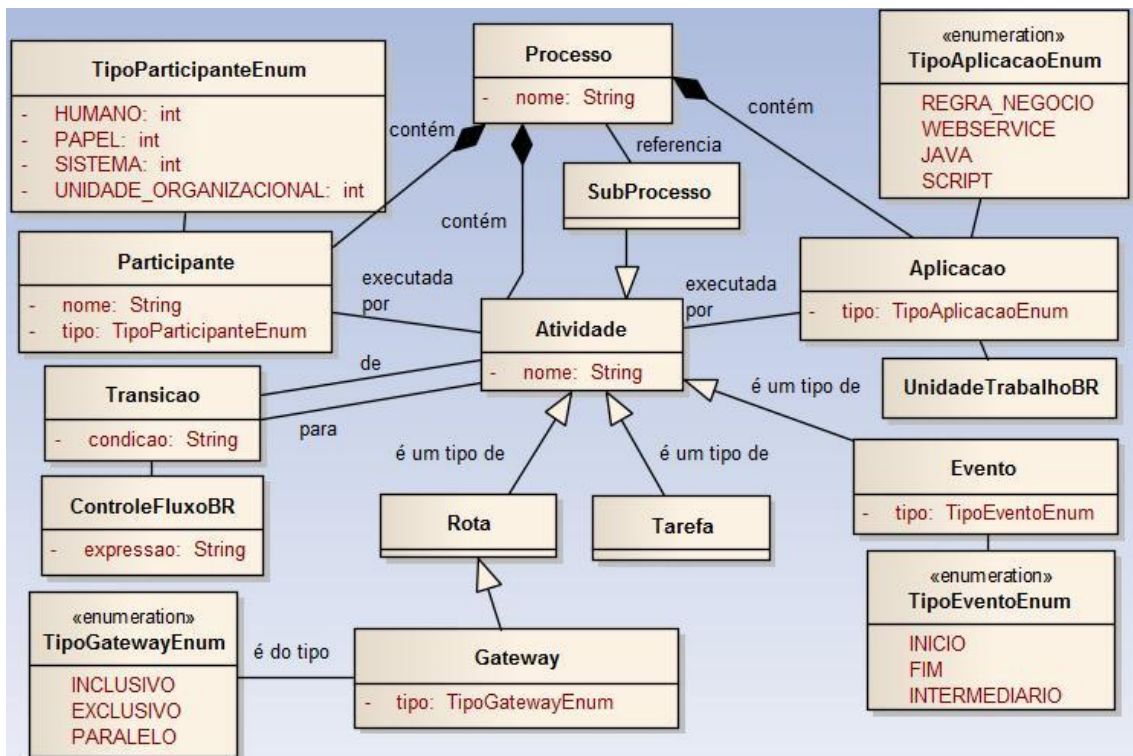 TipoParticipanteEnum
- HUMANO: int
- PAPEL: int
- SISTEMA: int
- UNIDADE_ORGANIZACIONAL: int
Processo
- nome: String
«enumeration»
TipoAplicacaoEnum
REGRA_NEGOCIO
WEBSERVICE
JAVA
SCRIPT
contém
contém
contém
referencia
SubProcesso
Participante
- nome: String
- tipo: TipoParticipanteEnum
executada
por
Atividade
- nome: String
executada
por
Aplicacao
- tipo: TipoAplicacaoEnum
UnidadeTrabalhoBR
de
para
Transicao
- condicao: String
ControleFluxoBR
- expressao: String
é um tipo de
é um tipo de
é um tipo de
Rota
Tarefa
Evento
- tipo: TipoEventoEnum
«enumeration»
TipoEventoEnum
INICIO
FIM
INTERMEDIARIO
«enumeration»
TipoGatewayEnum
INCLUSIVO
EXCLUSIVO
PARALELO
é do tipo
Gateway
- tipo: TipoGatewayEnum